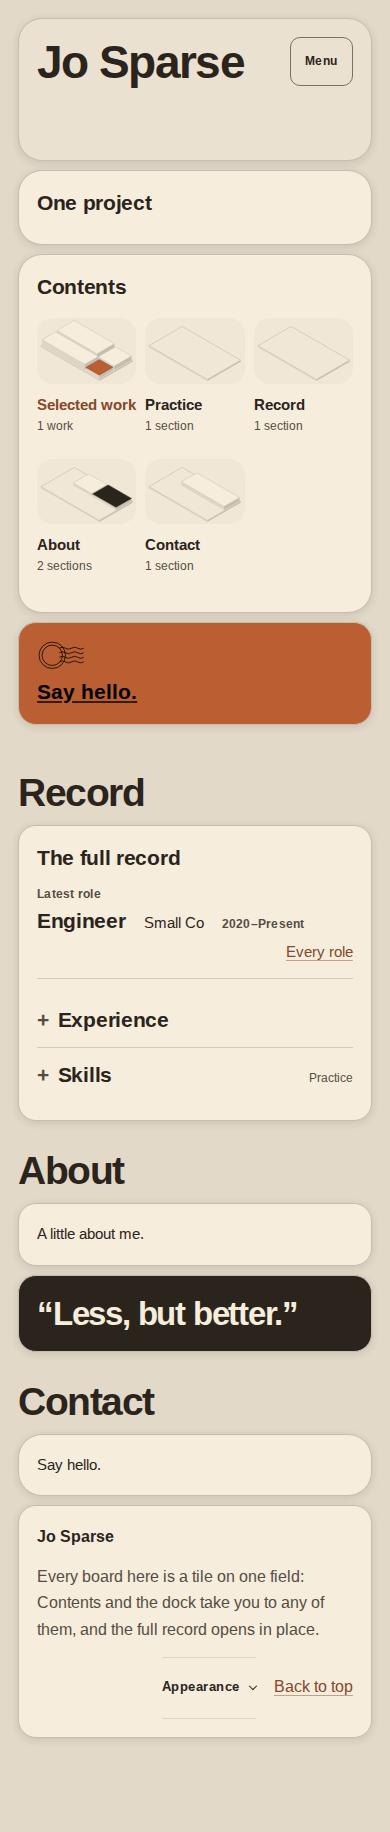 Jo Sparse
Menu
One project
Contents
Selected work
1 work
Practice
1 section
Record
1 section
About
2 sections
Contact
1 section
Say hello.
Record
The full record
Latest role
Engineer Small Co 2020–Present
Every role
+ Experience
+ Skills Practice
About
A little about me.
“Less, but better.”
Contact
Say hello.
Jo Sparse
Every board here is a tile on one field:
Contents and the dock take you to any of
them, and the full record opens in place.
Appearance Back to top